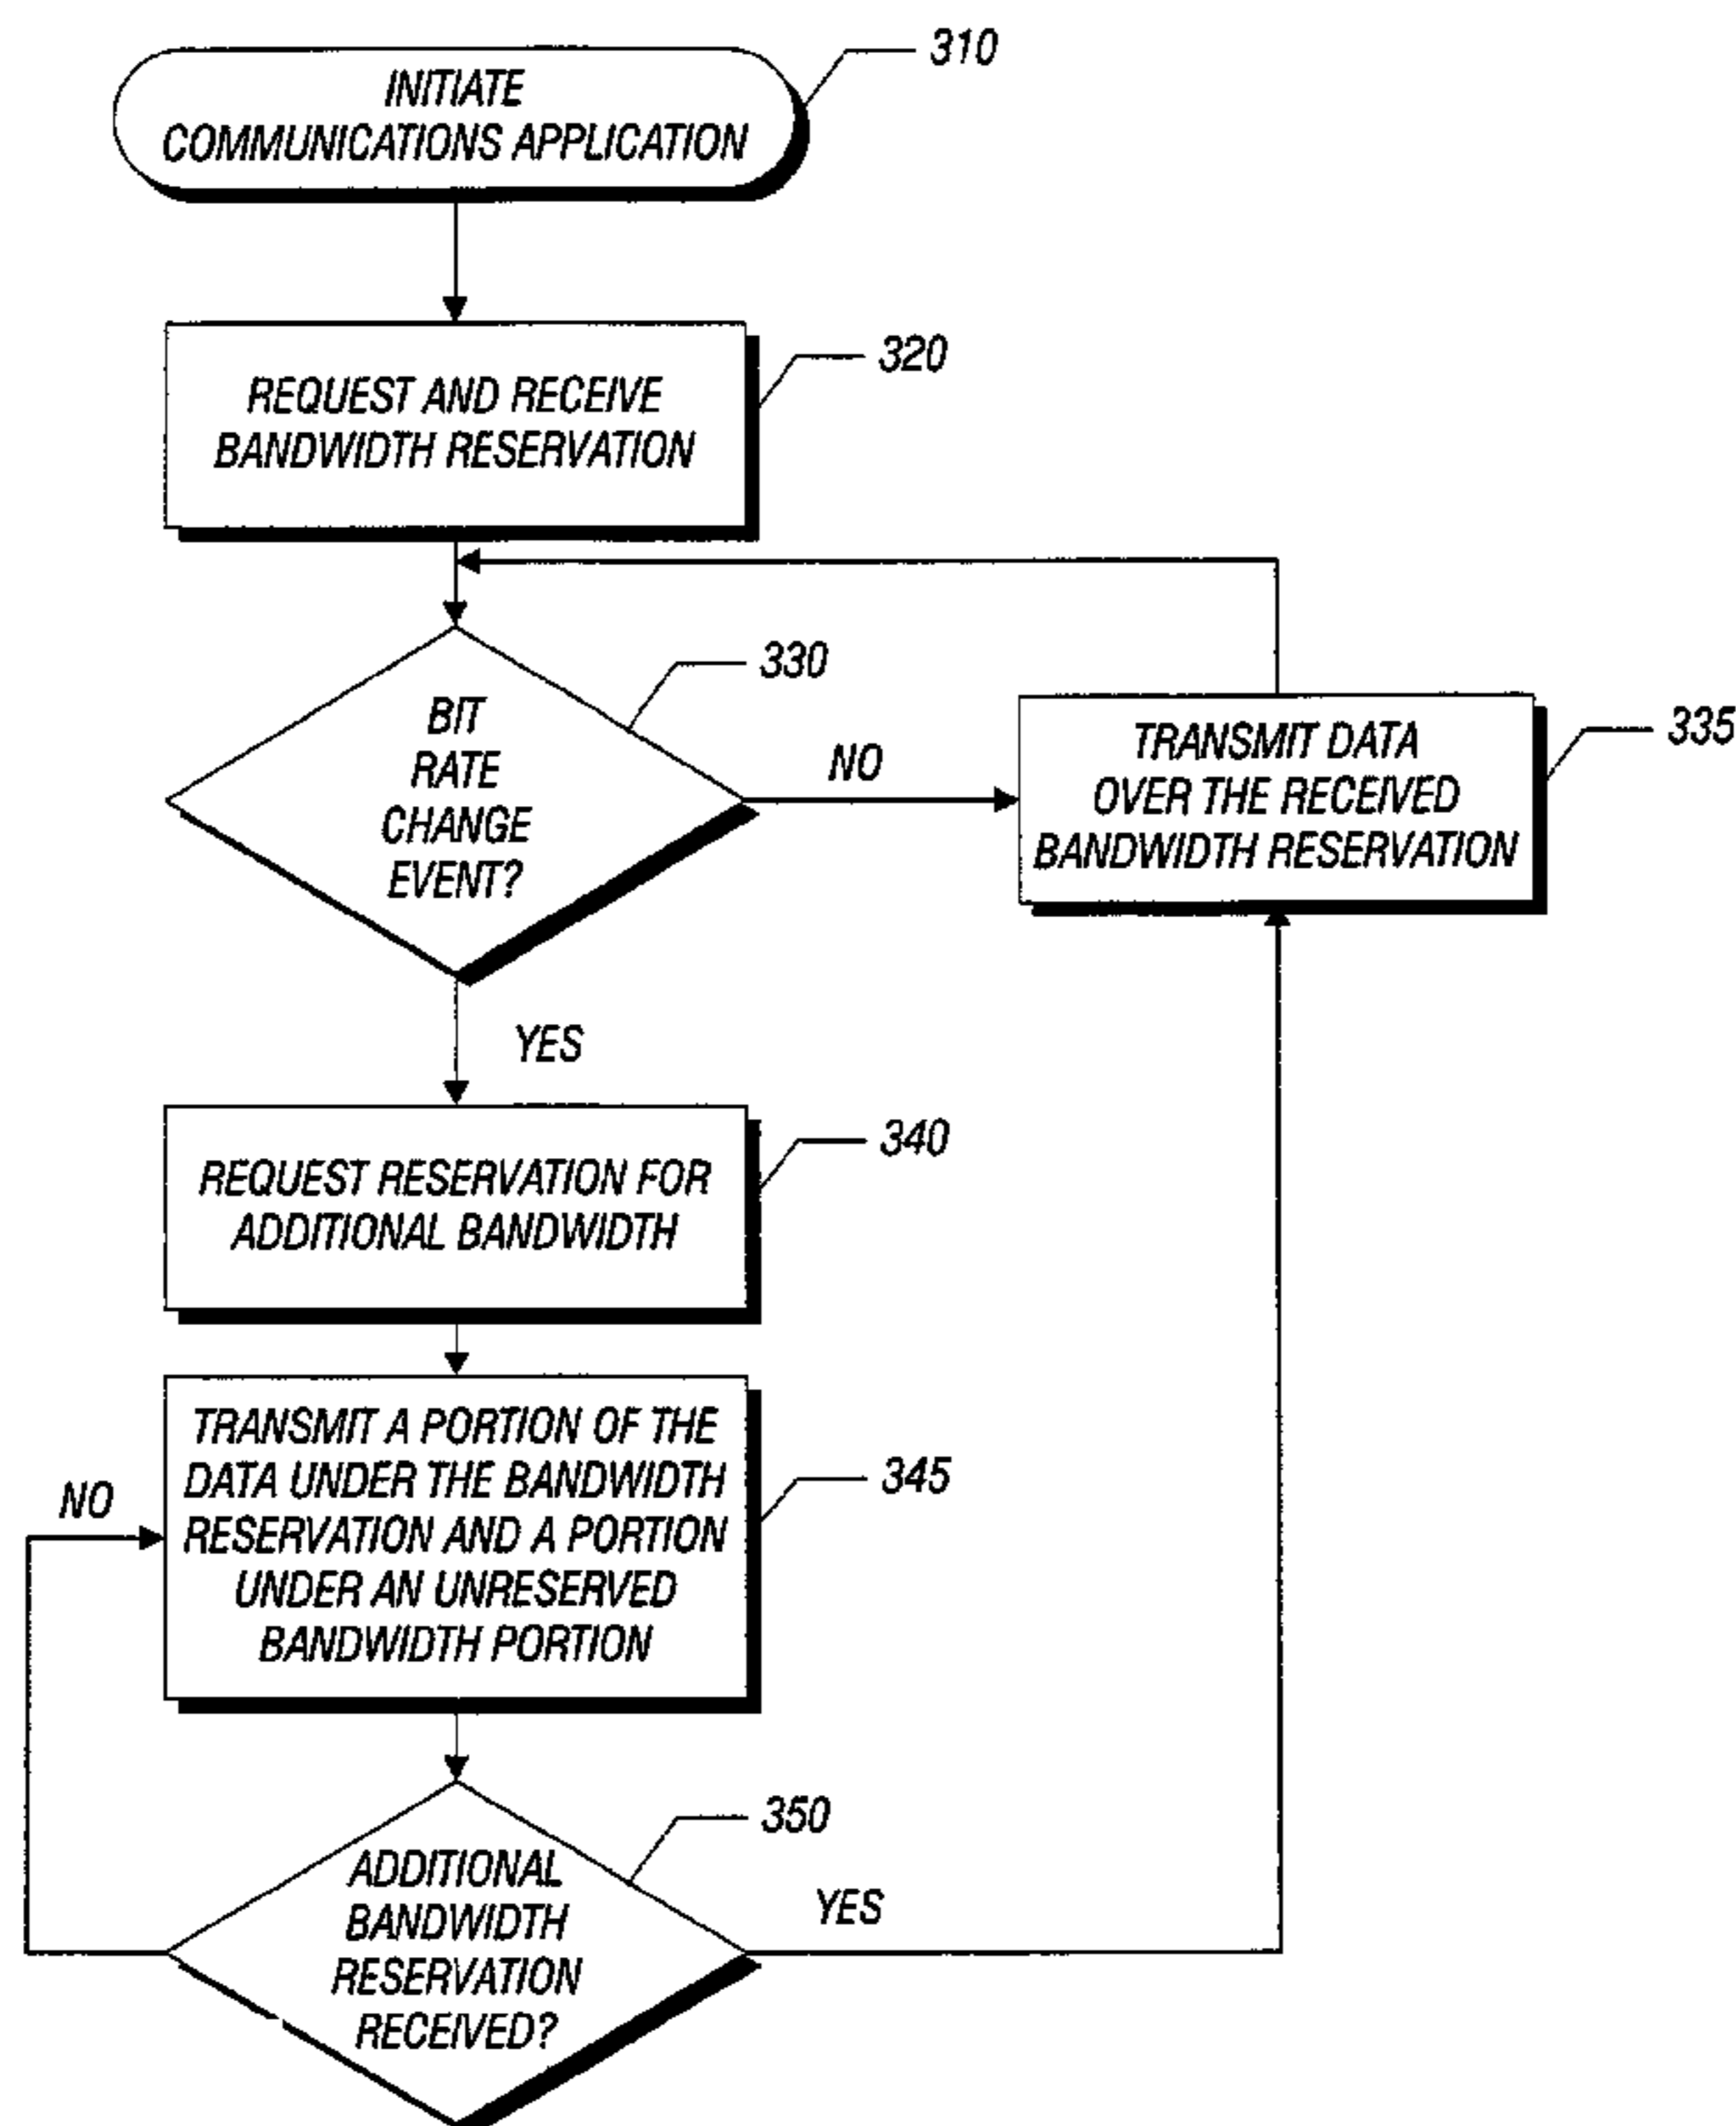 INITIATE
COMMUNICATIONS APPLICATION
310
REQUEST AND RECEIVE
BANDWIDTH RESERVATION
320
BIT
RATE
CHANGE
EVENT?
330
NO
TRANSMIT DATA
OVER THE RECEIVED
BANDWIDTH RESERVATION
335
YES
REQUEST RESERVATION FOR
ADDITIONAL BANDWIDTH
340
TRANSMIT A PORTION OF THE
DATA UNDER THE BANDWIDTH
RESERVATION AND A PORTION
UNDER AN UNRESERVED
BANDWIDTH PORTION
345
NO
ADDITIONAL
BANDWIDTH
RESERVATION
RECEIVED?
350
YES